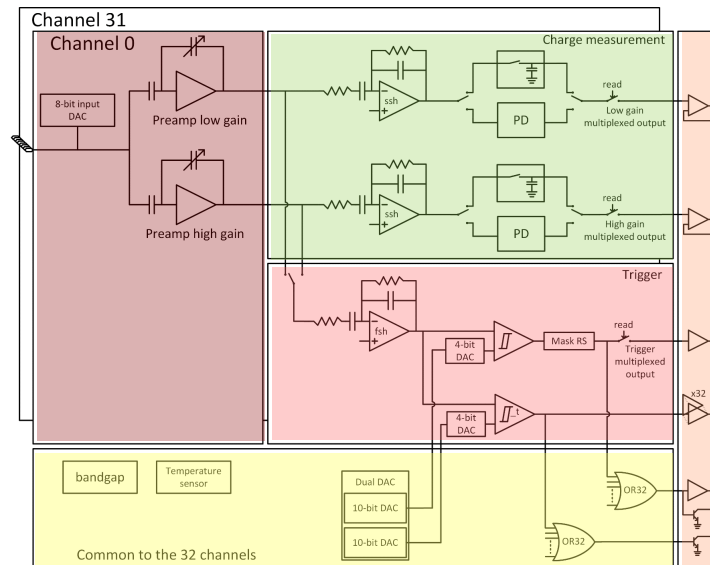 Channel 31
Channel 0
Charge measurement
8-bit input
DAC
Preamp low gain
ssh
PD
read
Low gain
multiplexed output
Preamp high gain
ssh
PD
read
High gain
multiplexed output
Trigger
fsh
4-bit
DAC
Mask RS
read
Trigger
multiplexed
output
x32
4-bit
DAC
_t
bandgap
Temperature
sensor
Dual DAC
10-bit DAC
10-bit DAC
OR32
OR32
Common to the 32 channels